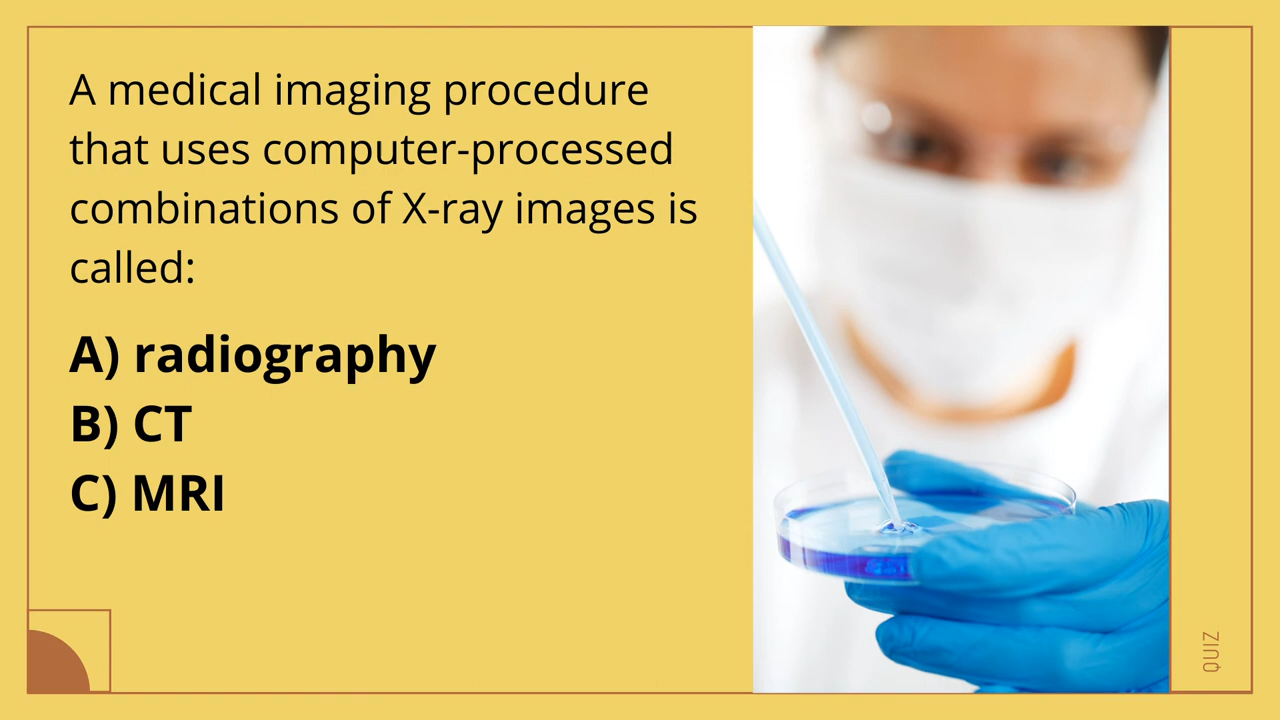 A medical imaging procedure
that uses computer-processed
combinations of X-ray images is
called:
A) radiography
B) CT
C) MRI
QUIZ